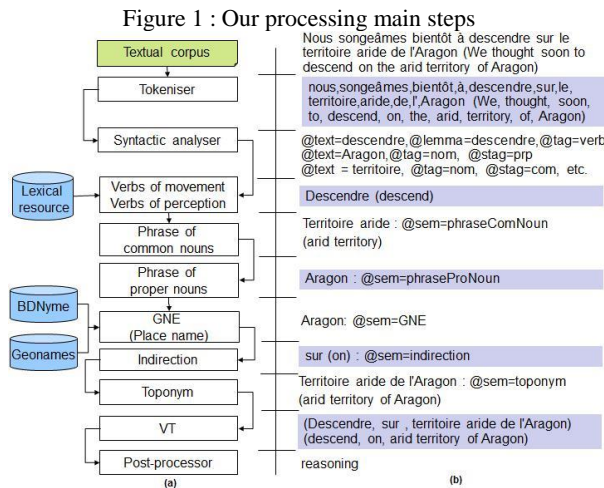 Figure 1 : Our processing main steps
Textual corpus
Tokeniser
Syntactic analyser
Lexical
resource
Verbs of movement
Verbs of perception
Phrase of
common nouns
Phrase of
proper nouns
BDNyme
Geonames
GNE
(Place name)
Indirection
Toponym
VT
Post-processor
(a)
Nous songeâmes bientôt à descendre sur le
territoire aride de l'Aragon (We thought soon to
descend on the arid territory of Aragon)
nous,songeâmes,bientôt,à,descendre,sur,le,
territoire,aride,de,l',Aragon (We, thought, soon,
to, descend, on, the, arid, territory, of, Aragon)
@text=descendre,@lemma=descendre,@tag=verb
@text=Aragon,@tag=nom, @stag=prp
@text = territoire, @tag=nom, @stag=com, etc.
Descendre (descend)
Territoire aride : @sem=phraseComNoun
(arid territory)
Aragon : @sem=phraseProNoun
Aragon: @sem=GNE
sur (on) : @sem=indirection
Territoire aride de l'Aragon : @sem=toponym
(arid territory of Aragon)
(Descendre, sur , territoire aride de l'Aragon)
(descend, on, arid territory of Aragon)
reasoning
(b)